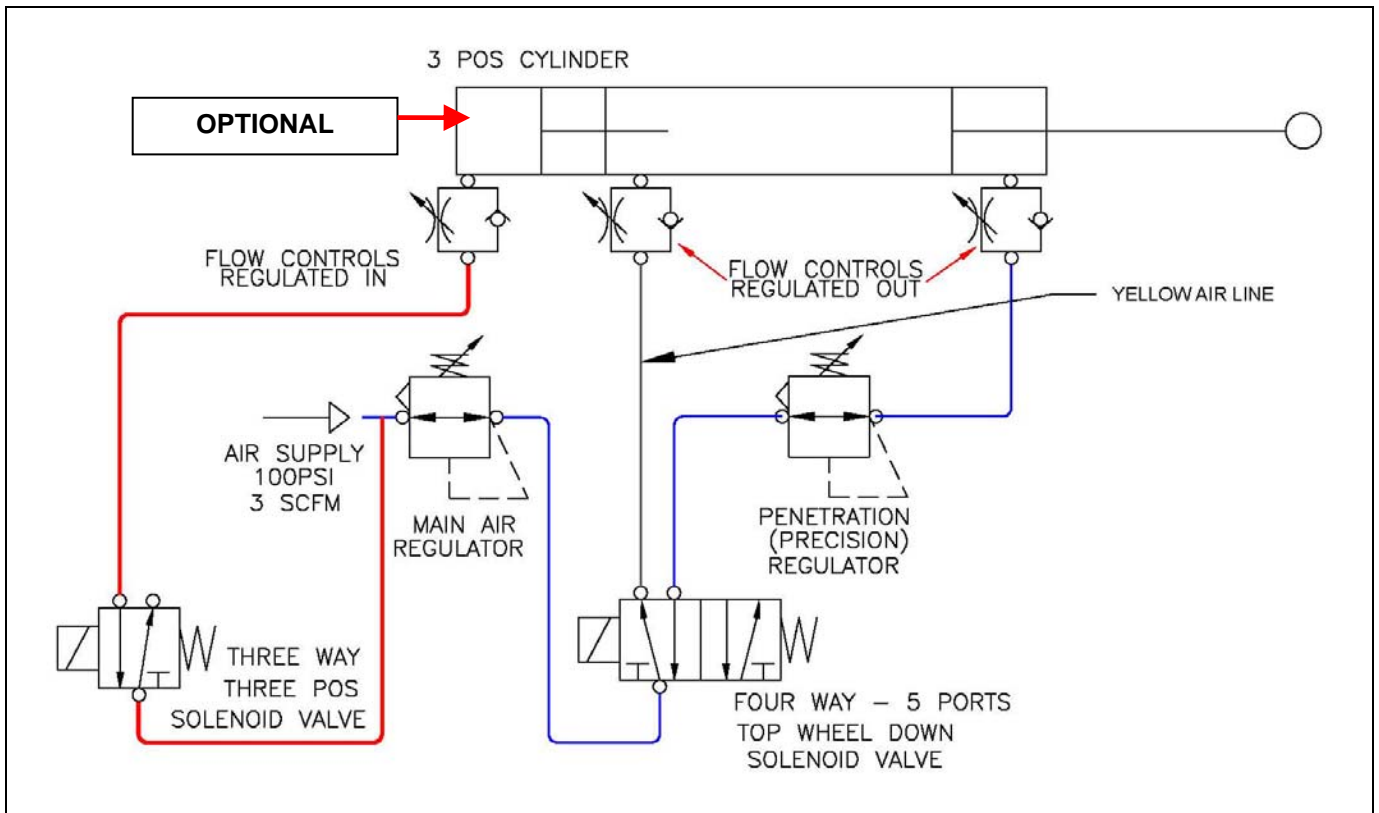 3 POS CYLINDER
OPTIONAL
FLOW CONTROLS
REGULATED IN
FLOW CONTROLS
REGULATED OUT
YELLOW AIR LINE
AIR SUPPLY
100PSI
3 SCFM
MAIN AIR
REGULATOR
PENETRATION
(PRECISION)
REGULATOR
THREE WAY
THREE POS
SOLENOID VALVE
FOUR WAY – 5 PORTS
TOP WHEEL DOWN
SOLENOID VALVE